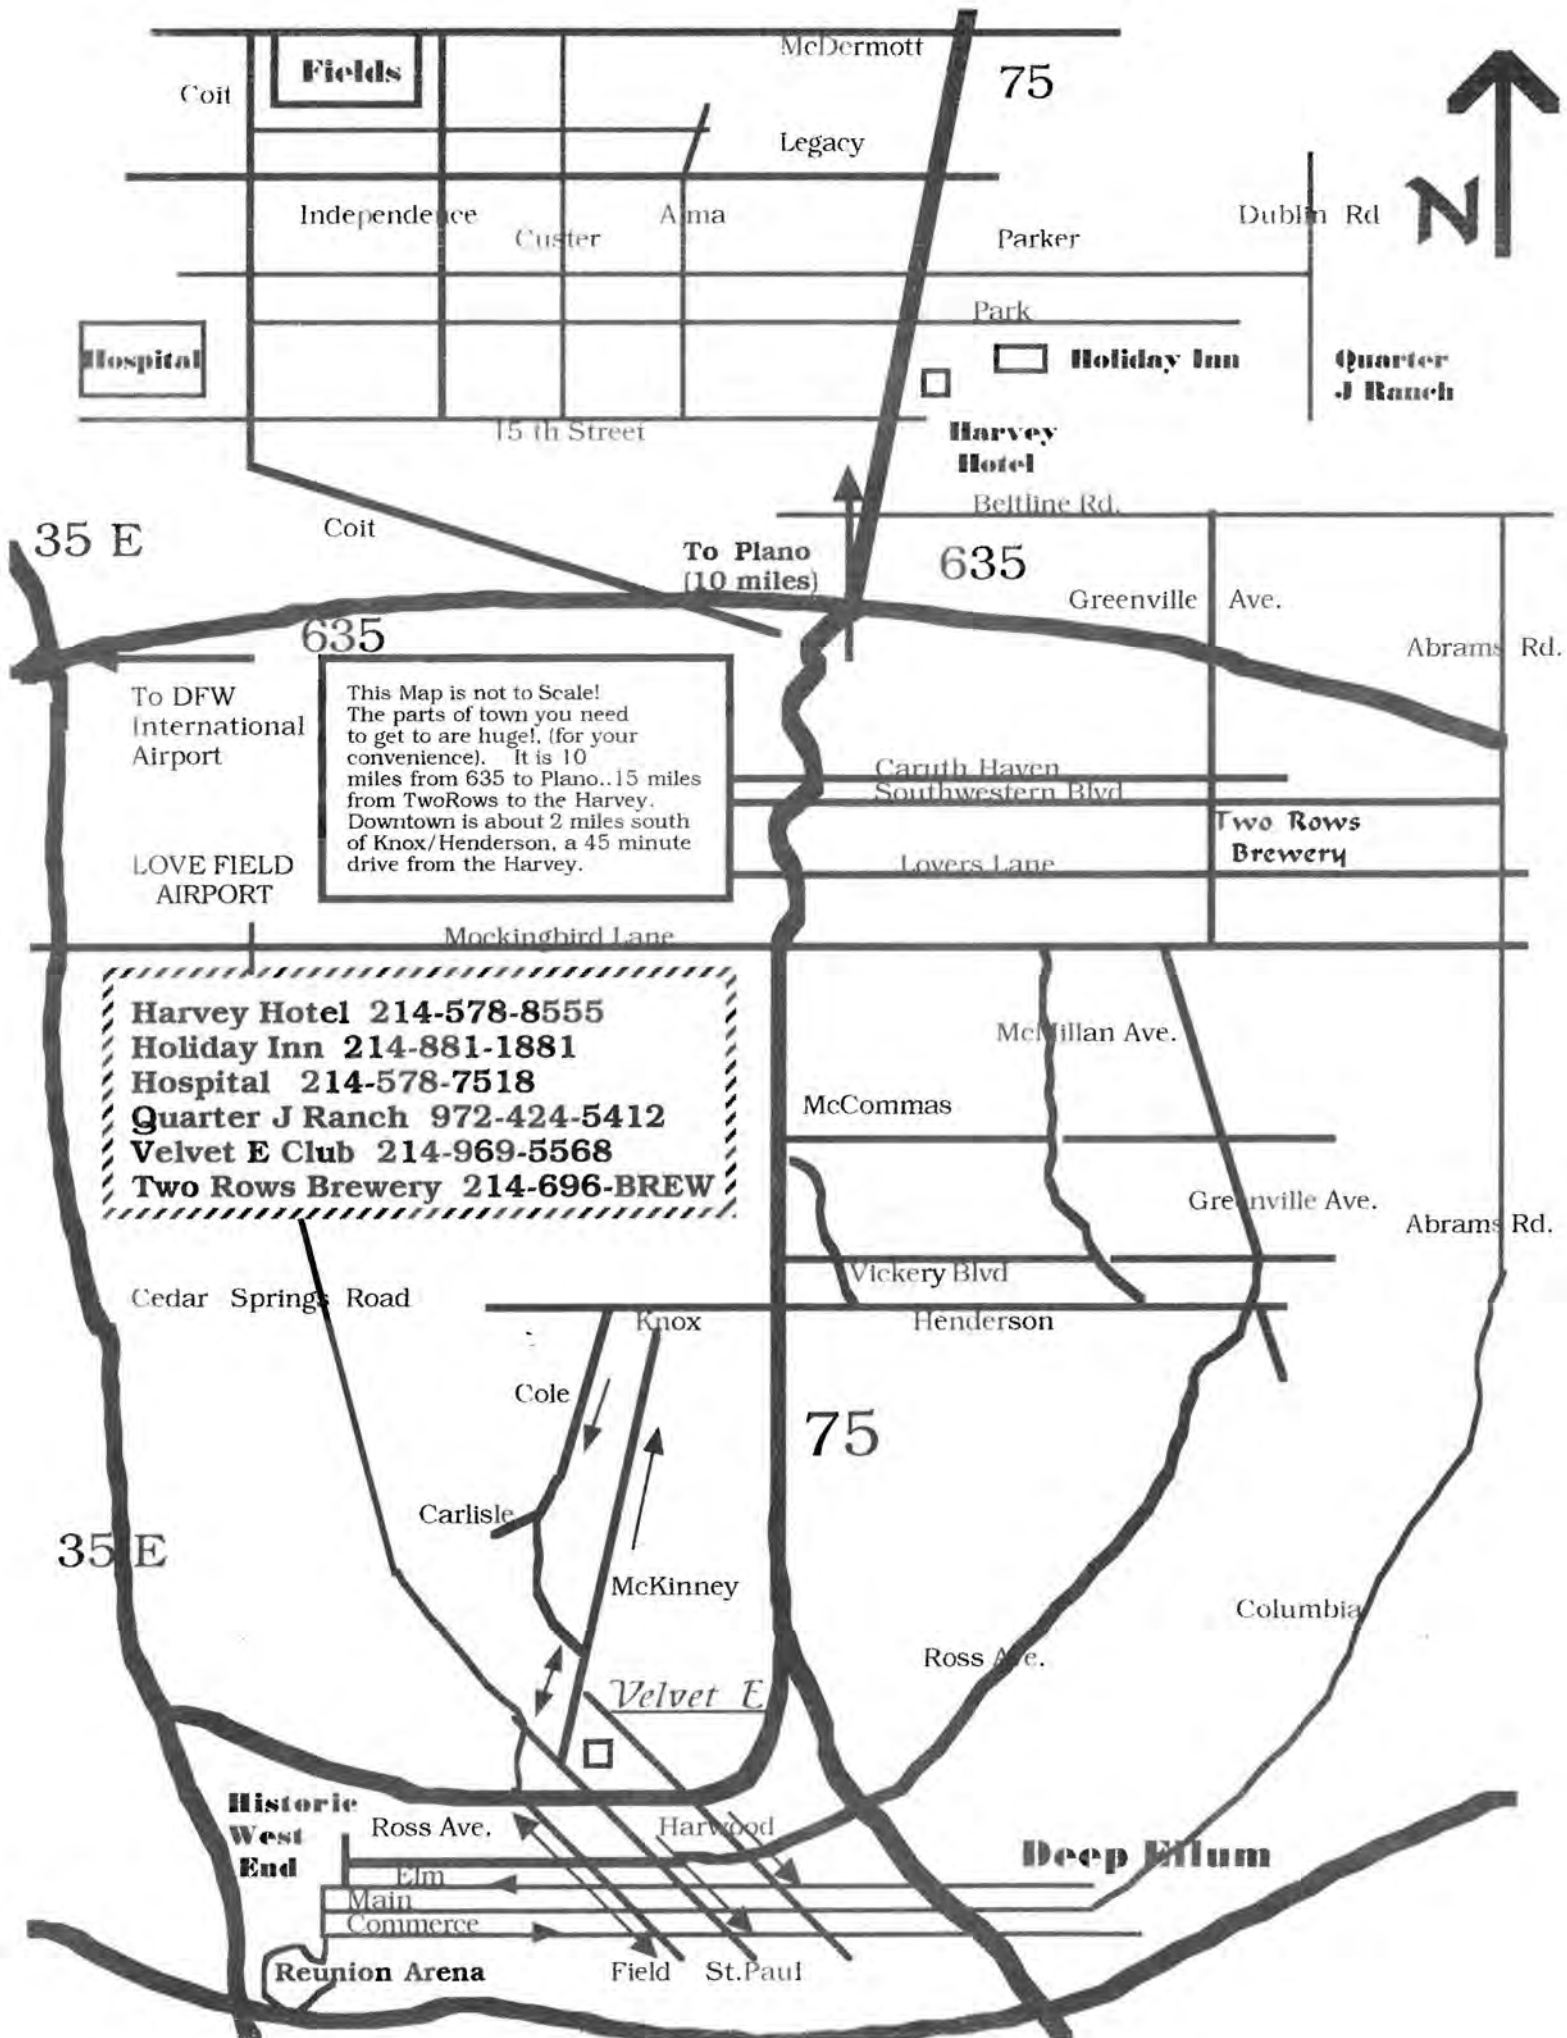 McDermott
Fields
75
Coit
Legacy
N
Independence
Alma
Dublin Rd
Custer
Parker
Park
Hospital
Holiday Inn
Quarter
J Ranch
15 th Street
Harvey
Hotel
Beltline Rd.
35 E
Coit
To Plano
(10 miles)
635
Greenville Ave.
635
Abrams Rd.
To DFW
International
Airport
This Map is not to Scale!
The parts of town you need
to get to are huge!, (for your
convenience). It is 10
miles from 635 to Plano..15 miles
from TwoRows to the Harvey.
Downtown is about 2 miles south
of Knox/Henderson, a 45 minute
drive from the Harvey.
Caruth Haven
Southwestern Blvd
Two Rows
Brewery
LOVE FIELD
AIRPORT
Lovers Lane
Mockingbird Lane
Harvey Hotel 214-578-8555
Holiday Inn 214-881-1881
Hospital 214-578-7518
Quarter J Ranch 972-424-5412
Velvet E Club 214-969-5568
Two Rows Brewery 214-696-BREW
McMillan Ave.
McCommas
Greenville Ave.
Abrams Rd.
Vickery Blvd
Cedar Springs Road
Knox
Henderson
Cole
75
Carlisle
35 E
McKinney
Columbia
Ross Ave.
Velvet E
Historic
West
End
Ross Ave.
Harwood
Deep Ellum
Elm
Main
Commerce
Reunion Arena
Field
St.Paul